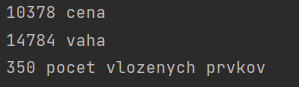 10378 cena
14784 vaha
350 pocet vlozenych prvkov